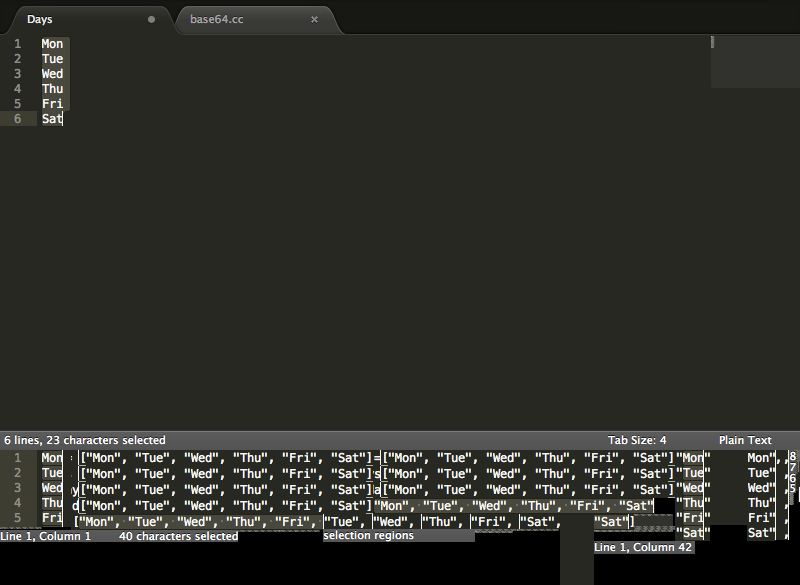 Days
base64.cc
1 Mon
2 Tue
3 Wed
4 Thu
5 Fri
6 Sat
6 lines, 23 characters selected Tab Size: 4 Plain Text
1 Mon : ["Mon", "Tue", "Wed", "Thu", "Fri", "Sat"]=["Mon", "Tue", "Wed", "Thu", "Fri", "Sat"] "Mon" Mon",, 8
2 Tue ["Mon", "Tue", "Wed", "Thu", "Fri", "Sat"]s["Mon", "Tue", "Wed", "Thu", "Fri", "Sat"] "Tue" Tue", 7
3 Wed y["Mon", "Tue", "Wed", "Thu", "Fri", "Sat"]a["Mon", "Tue", "Wed", "Thu", "Fri", "Sat"] "Wed" Wed", 6
4 Thu d["Mon", "Tue", "Wed", "Thu", "Fri", "Sat"]"Mon", "Tue", "Wed", "Thu", "Fri", "Sat" "Thu" Thu", 5
5 Fri ["Mon", "Tue", "Wed", "Thu", "Fri", "Tue", "Wed", "Thu", "Fri", "Sat", "Sat"] "Fri" Fri",
"Sat" Sat",
Line 1, Column 1 40 characters selected selection regions
Line 1, Column 42